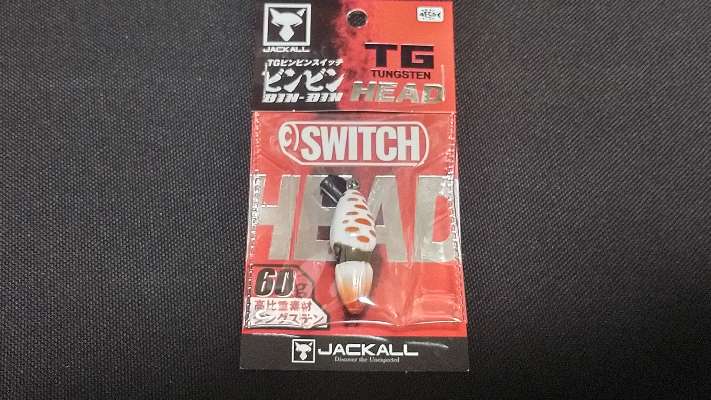 JACKALL
TGビンビンスイッチ
ビンビン
BIN-BIN
TG
TUNGSTEN
HEAD
SWITCH
HEAD
60g
高比重素材
タングステン
JACKALL
Discover the Unexpected